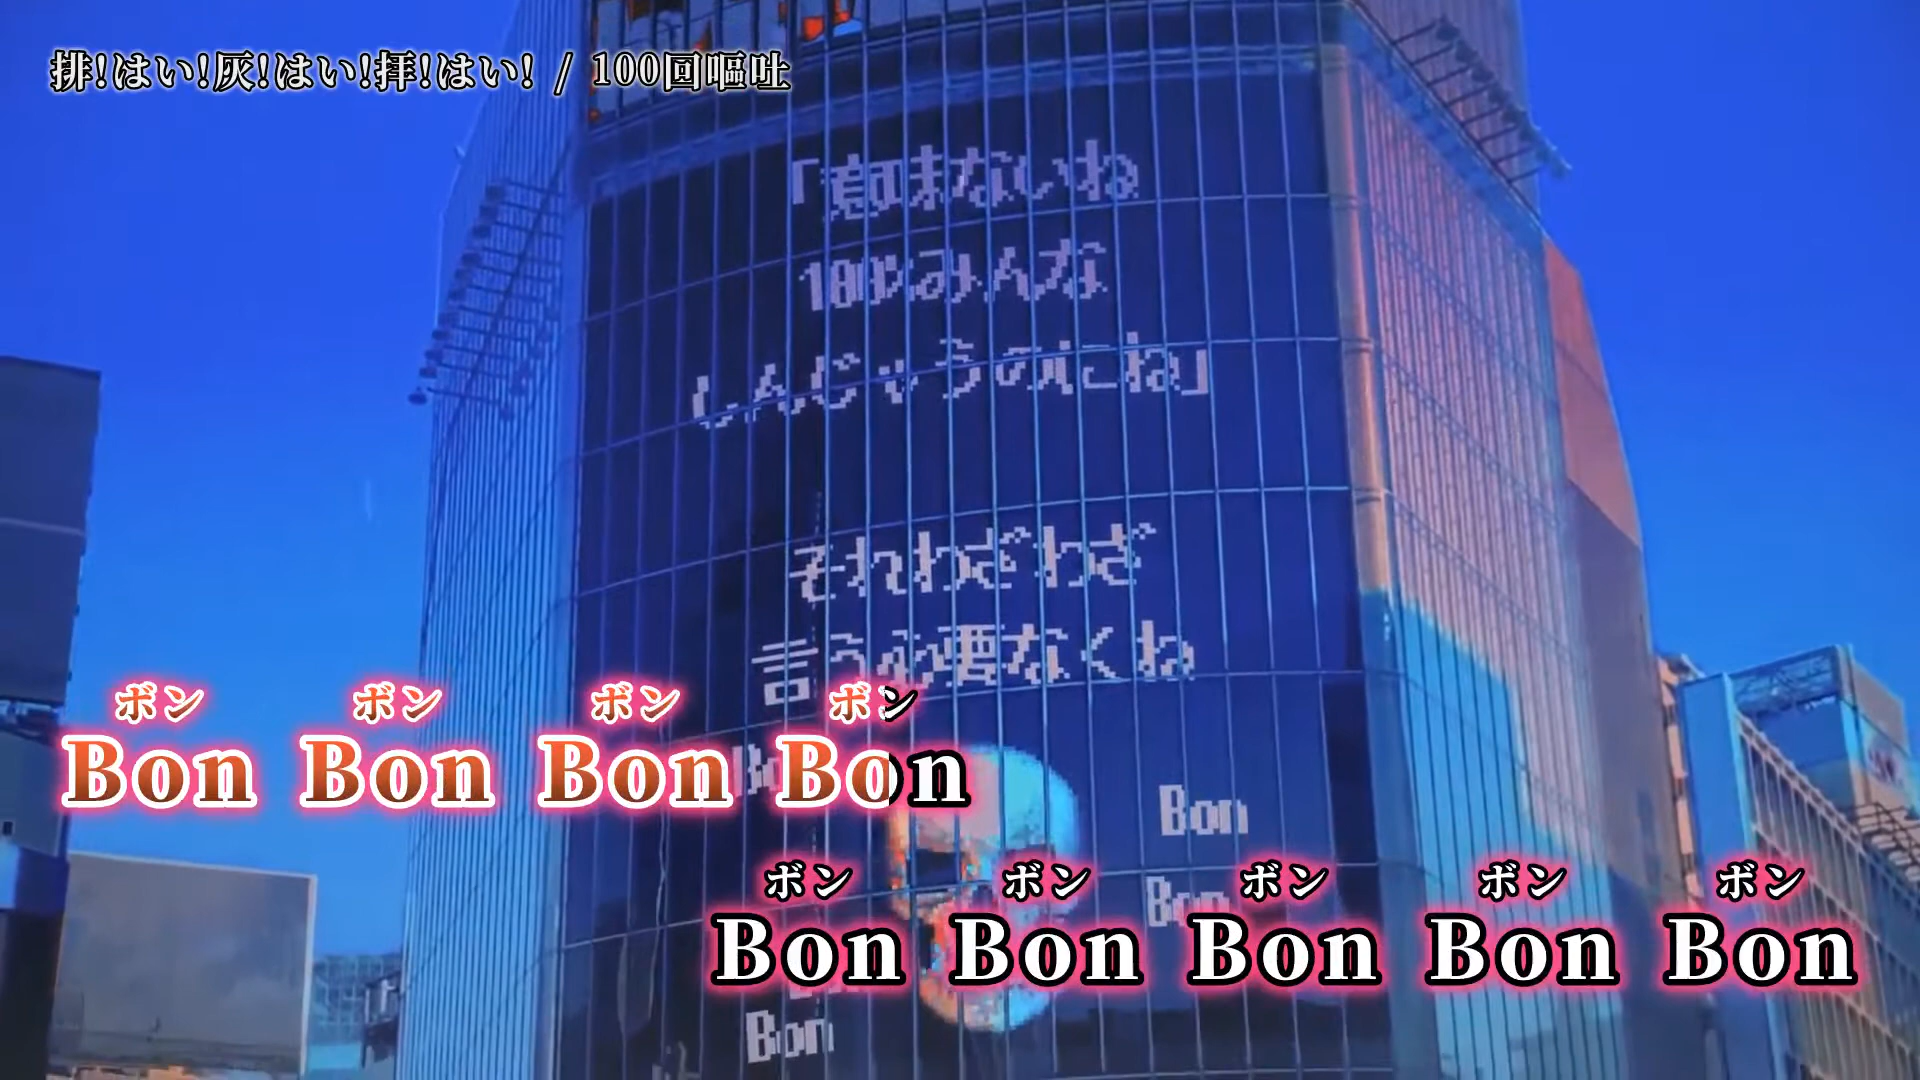 排!はい!灰!はい!拝!はい! / 100回嘔吐
「意味ないね
100%みんな
しんじゃうのにね」
それわざわざ
言う必要なくね
ボン ボン ボン ボン
Bon Bon Bon Bon
Bon
Bon
ボン ボン ボン ボン ボン
Bon Bon Bon Bon Bon
Bon